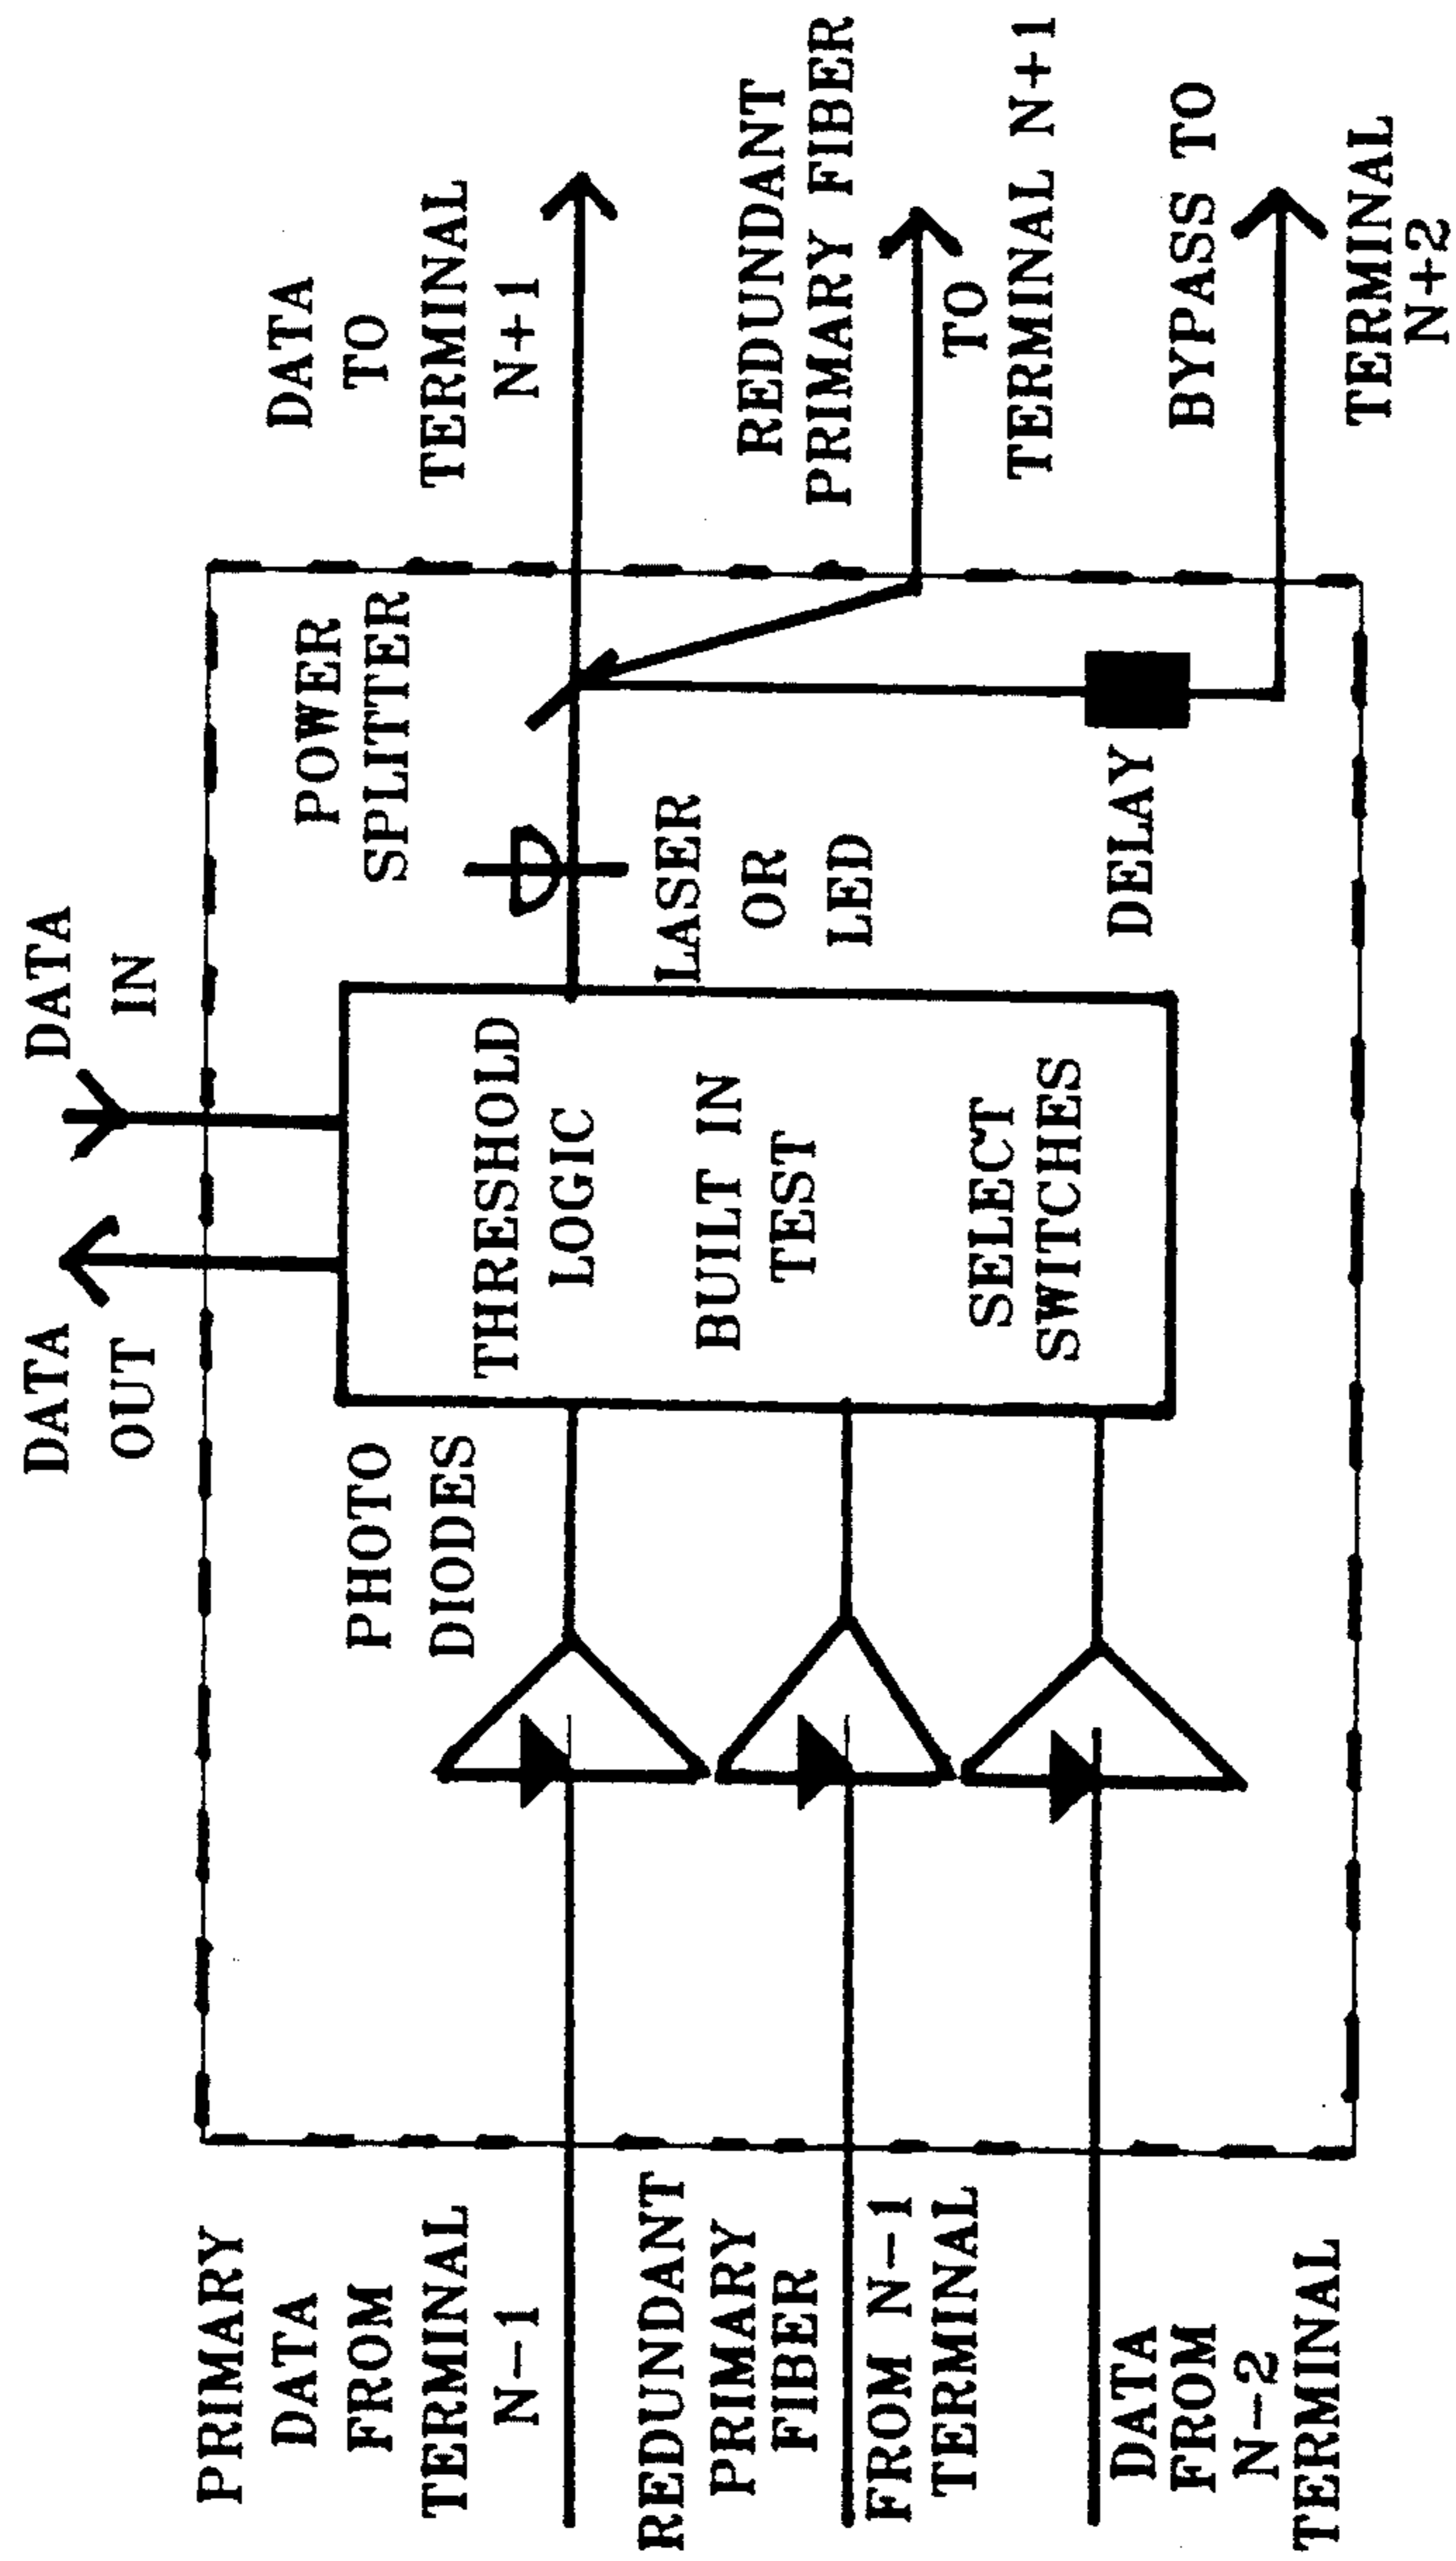 DATA
OUT
DATA
IN
PRIMARY
DATA
FROM
TERMINAL
N-1
REDUNDANT
PRIMARY
FIBER
FROM N-1
TERMINAL
DATA
FROM
N-2
TERMINAL
PHOTO
DIODES
THRESHOLD
LOGIC
BUILT IN
TEST
SELECT
SWITCHES
POWER
SPLITTER
LASER
OR
LED
DELAY
DATA
TO
TERMINAL
N+1
REDUNDANT
PRIMARY FIBER
TO
TERMINAL N+1
BYPASS TO
TERMINAL
N+2